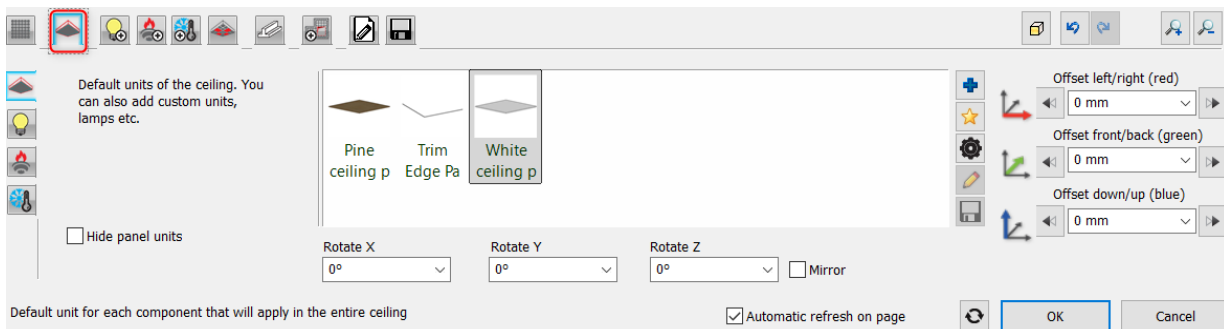 Default units of the ceiling. You
can also add custom units,
lamps etc.
Hide panel units
Pine
ceiling p
Trim
Edge Pa
White
ceiling p
Rotate X
0°
Rotate Y
0°
Rotate Z
0°
Mirror
Offset left/right (red)
0 mm
Offset front/back (green)
0 mm
Offset down/up (blue)
0 mm
Default unit for each component that will apply in the entire ceiling
Automatic refresh on page
OK
Cancel